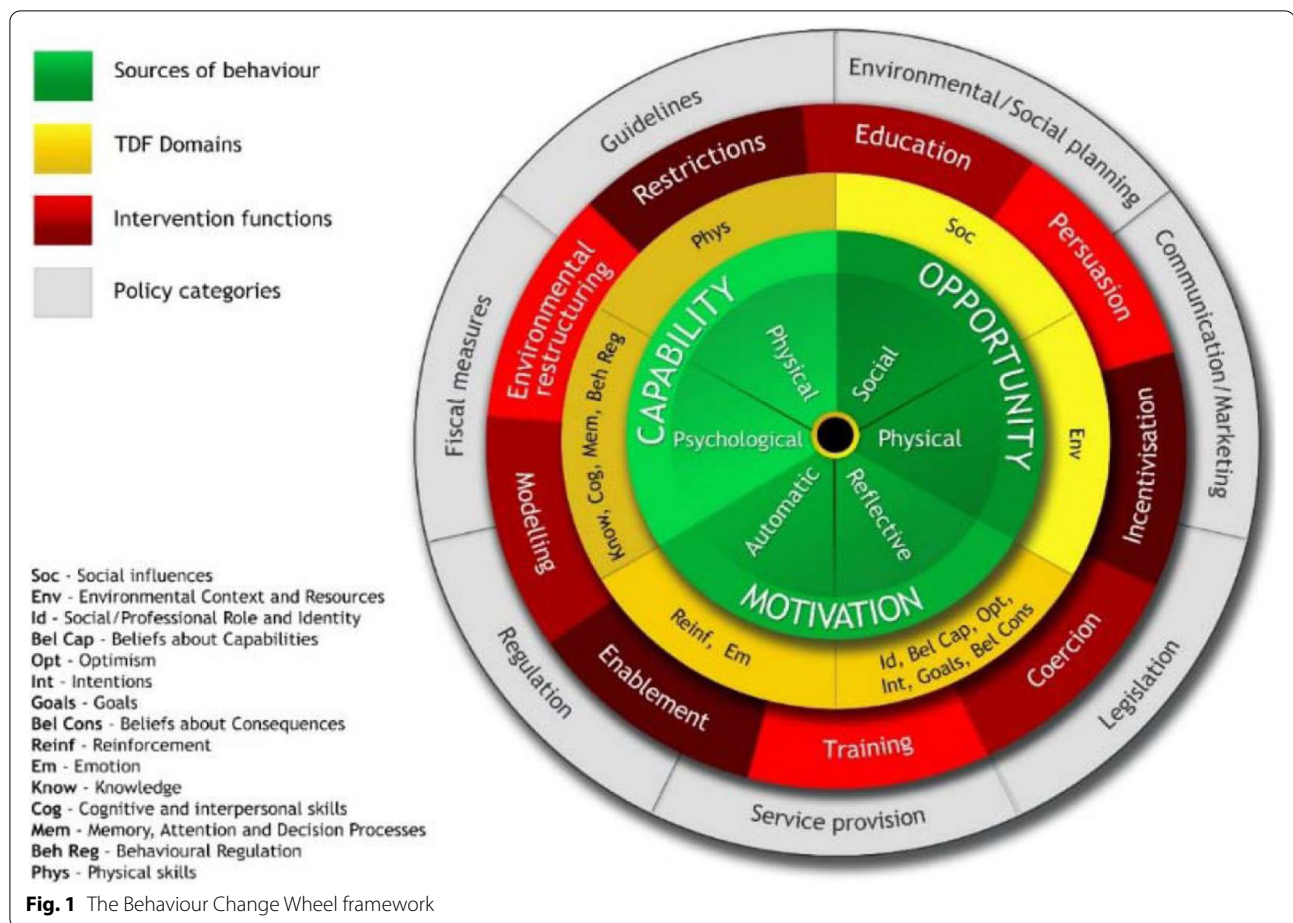 Sources of behaviour
TDF Domains
Intervention functions
Policy categories
Guidelines
Environmental/Social planning
Communication/Marketing
Legislation
Service provision
Regulation
Fiscal measures
Restrictions
Education
Persuasion
Incentivisation
Coercion
Training
Enablement
Modelling
Environmental
restructuring
Phys
Soc
Env
Id, Bel Cap, Opt,
Int, Goals, Bel Cons
Reinf, Em
Know, Cog, Mem, Beh Reg
CAPABILITY
OPPORTUNITY
MOTIVATION
Physical
Social
Psychological
Physical
Automatic
Reflective
Soc - Social influences
Env - Environmental Context and Resources
Id - Social/Professional Role and Identity
Bel Cap - Beliefs about Capabilities
Opt - Optimism
Int - Intentions
Goals - Goals
Bel Cons - Beliefs about Consequences
Reinf - Reinforcement
Em - Emotion
Know - Knowledge
Cog - Cognitive and interpersonal skills
Mem - Memory, Attention and Decision Processes
Beh Reg - Behavioural Regulation
Phys - Physical skills
Fig. 1 The Behaviour Change Wheel framework